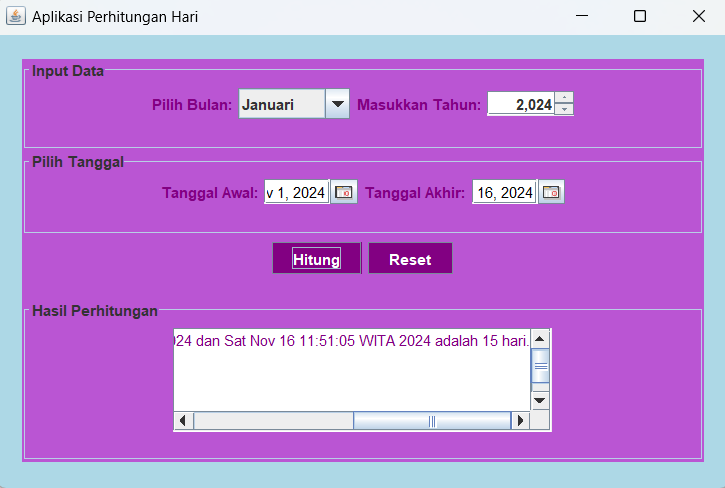 Aplikasi Perhitungan Hari
Input Data
Pilih Bulan: Januari Masukkan Tahun: 2,024
Pilih Tanggal
Tanggal Awal: v 1, 2024 Tanggal Akhir: 16, 2024
Hitung Reset
Hasil Perhitungan
024 dan Sat Nov 16 11:51:05 WITA 2024 adalah 15 hari.